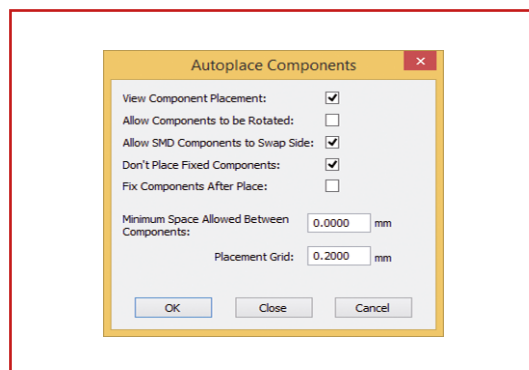 Autoplace Components
View Component Placement:
Allow Components to be Rotated:
Allow SMD Components to Swap Side:
Don't Place Fixed Components:
Fix Components After Place:
Minimum Space Allowed Between
Components:
0.0000 mm
Placement Grid: 0.2000 mm
OK Close Cancel